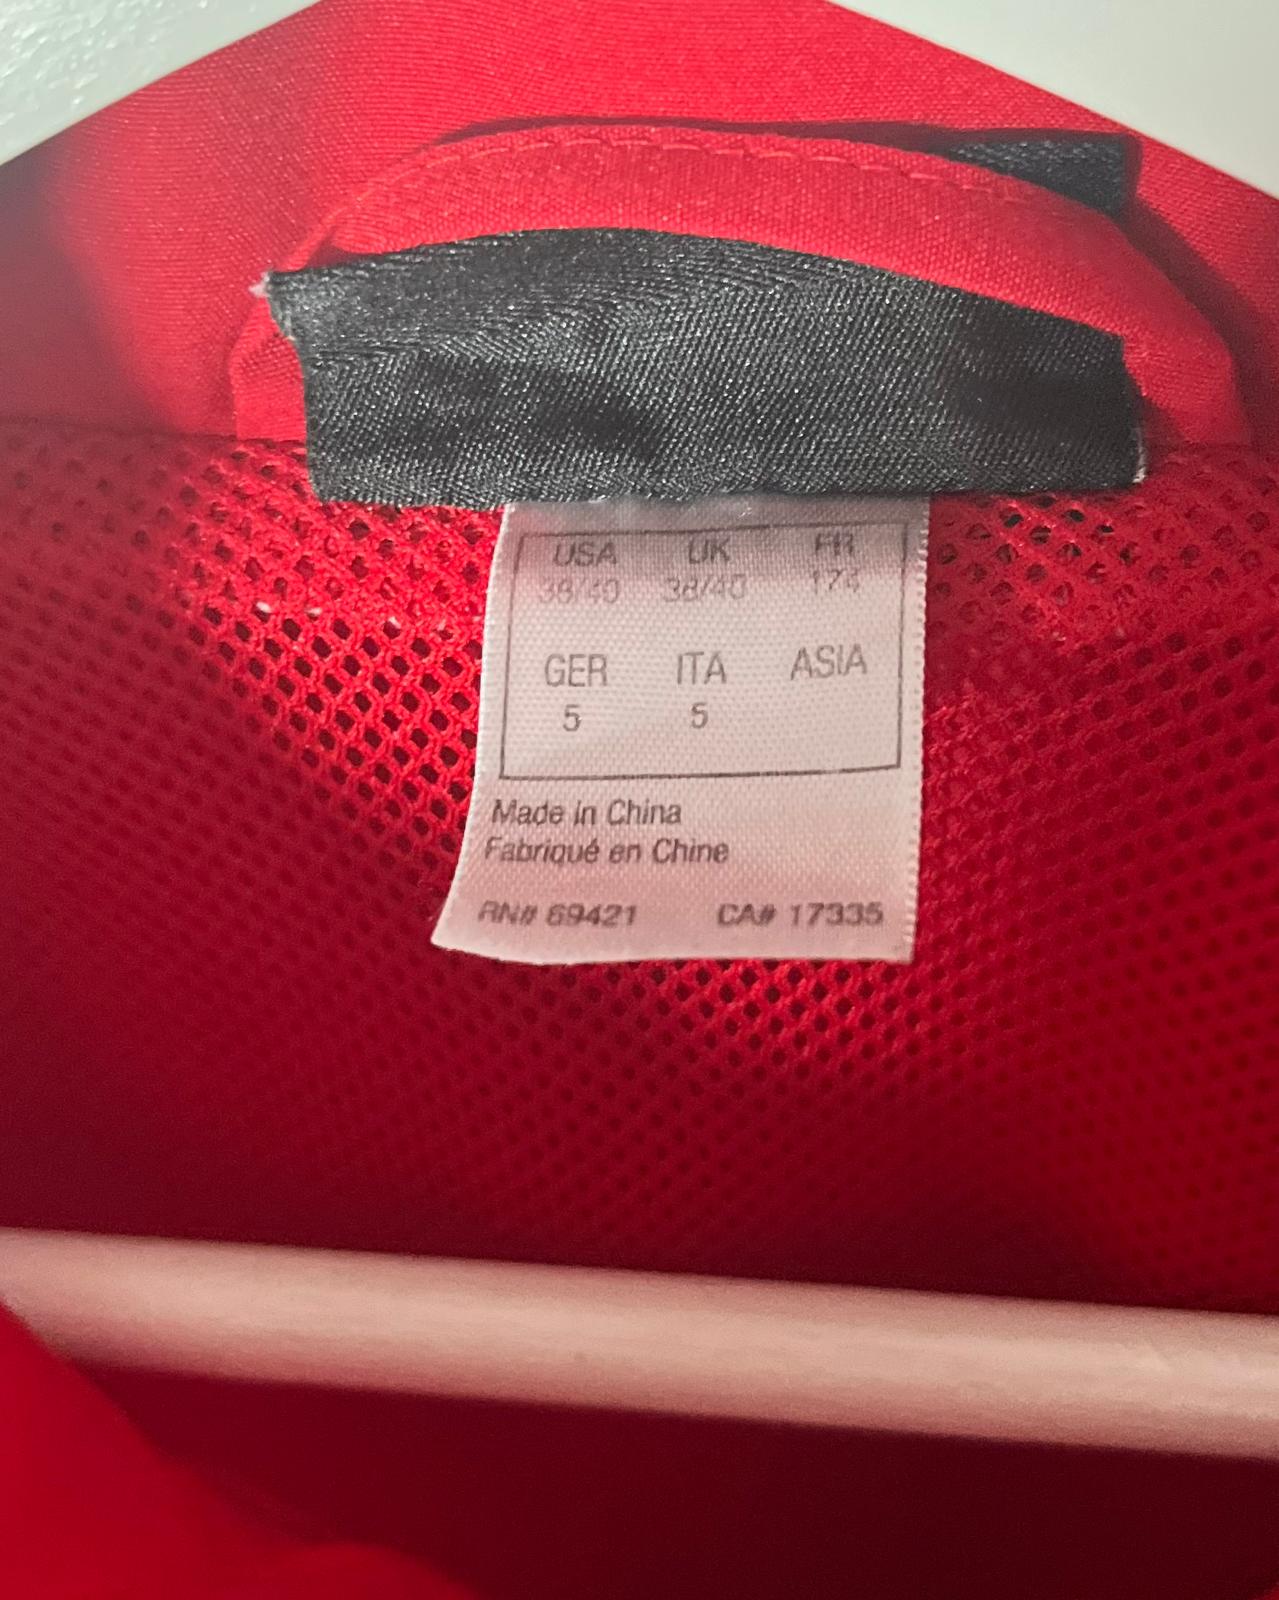 USA UK FR
38/40 38/40 174
GER ITA ASIA
5 5
Made in China
Fabriqué en Chine
RN# 69421 CA# 17335